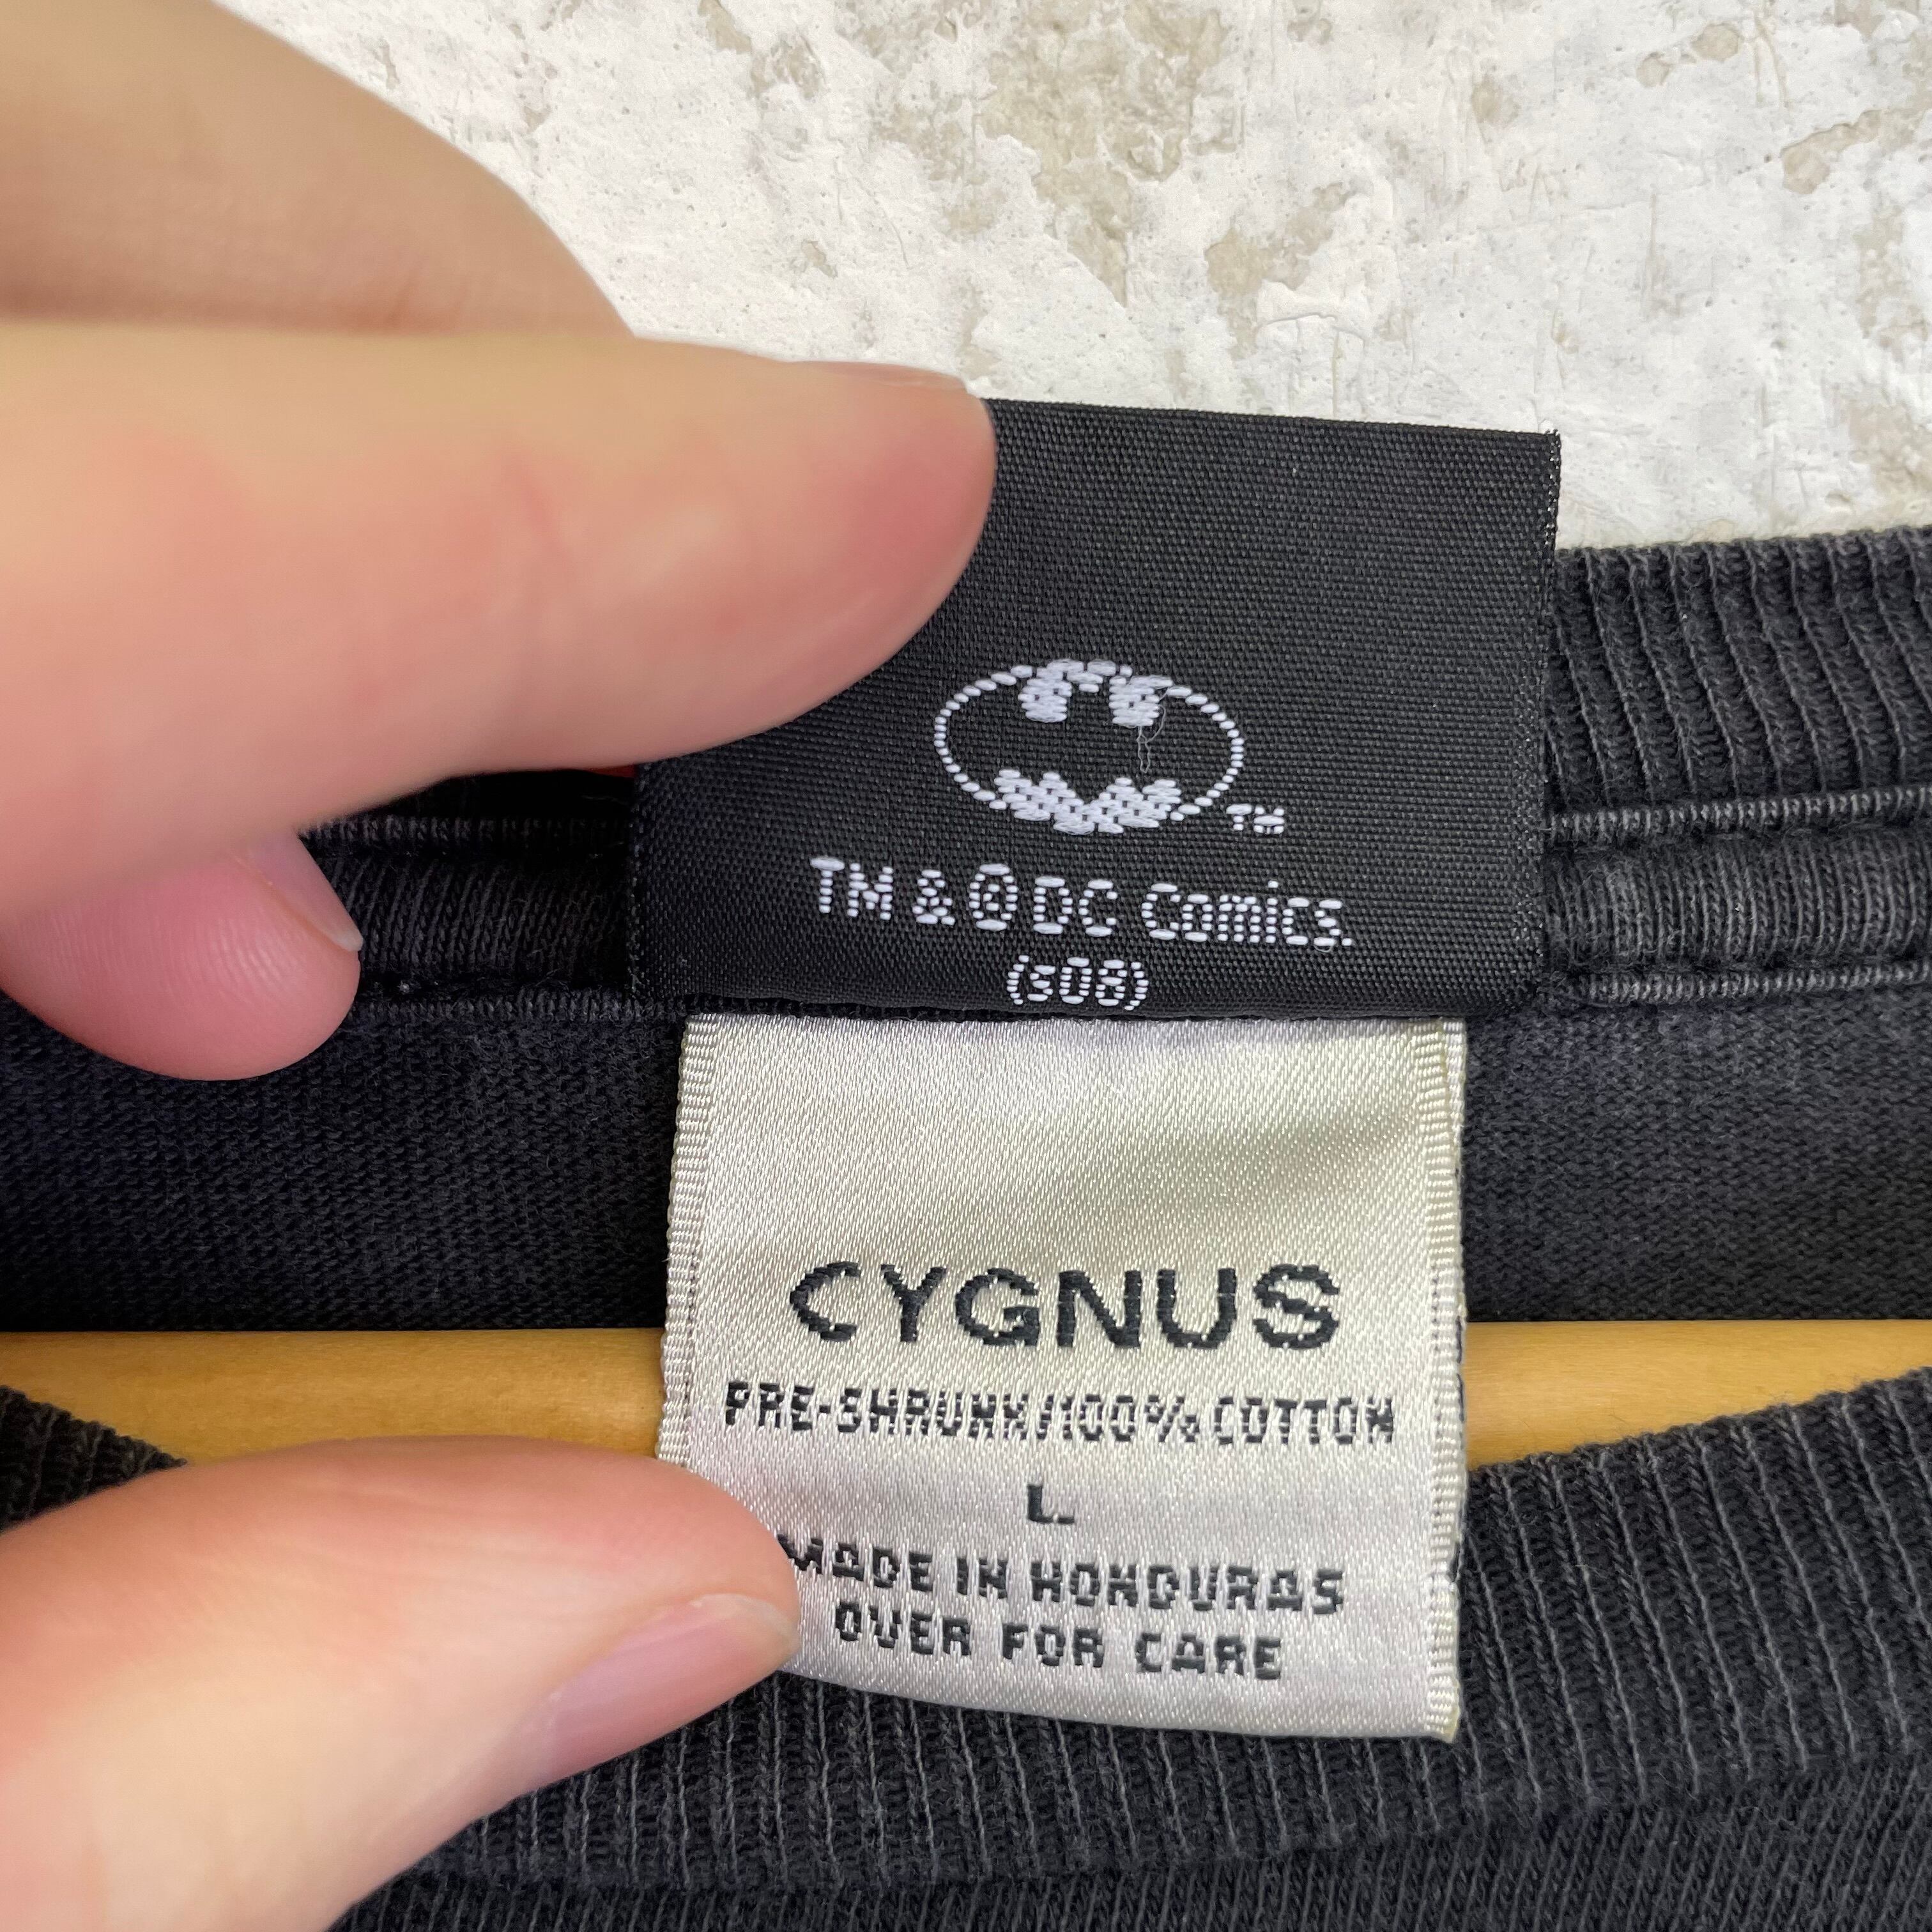 TM
TM & © DC Comics.
(s08)
CYGNUS
PRE-SHRUNK/100% COTTON
L
MADE IN HONDURAS
OVER FOR CARE